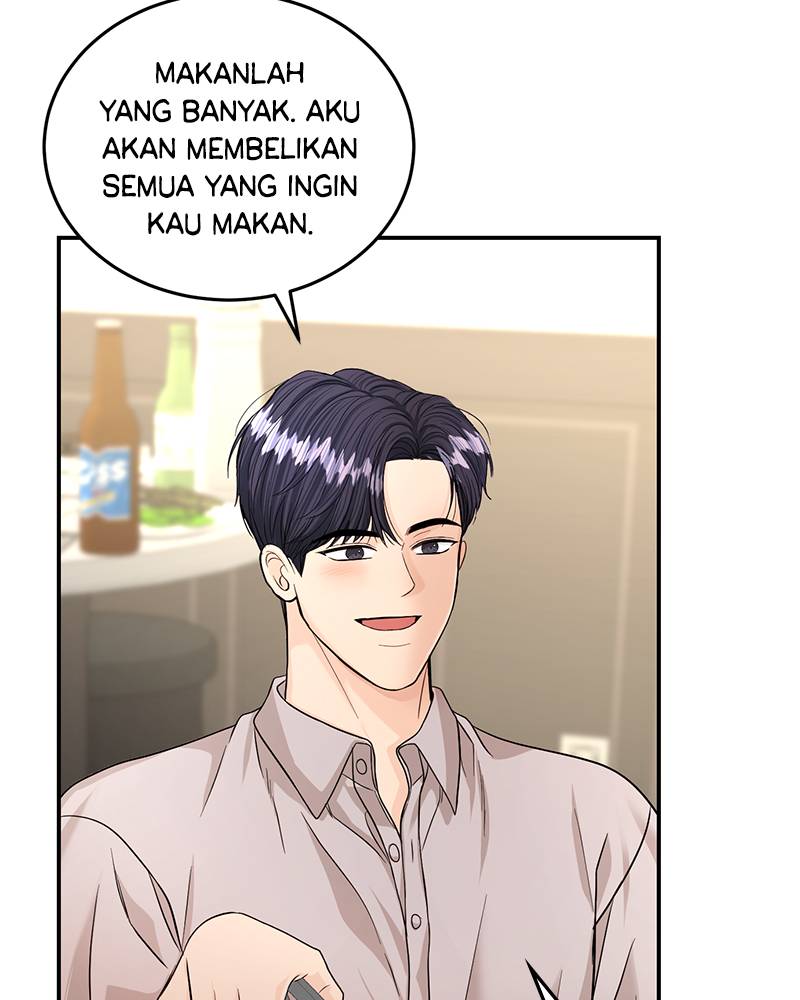 MAKANLAH
YANG BANYAK. AKU
AKAN MEMBELIKAN
SEMUA YANG INGIN
KAU MAKAN.